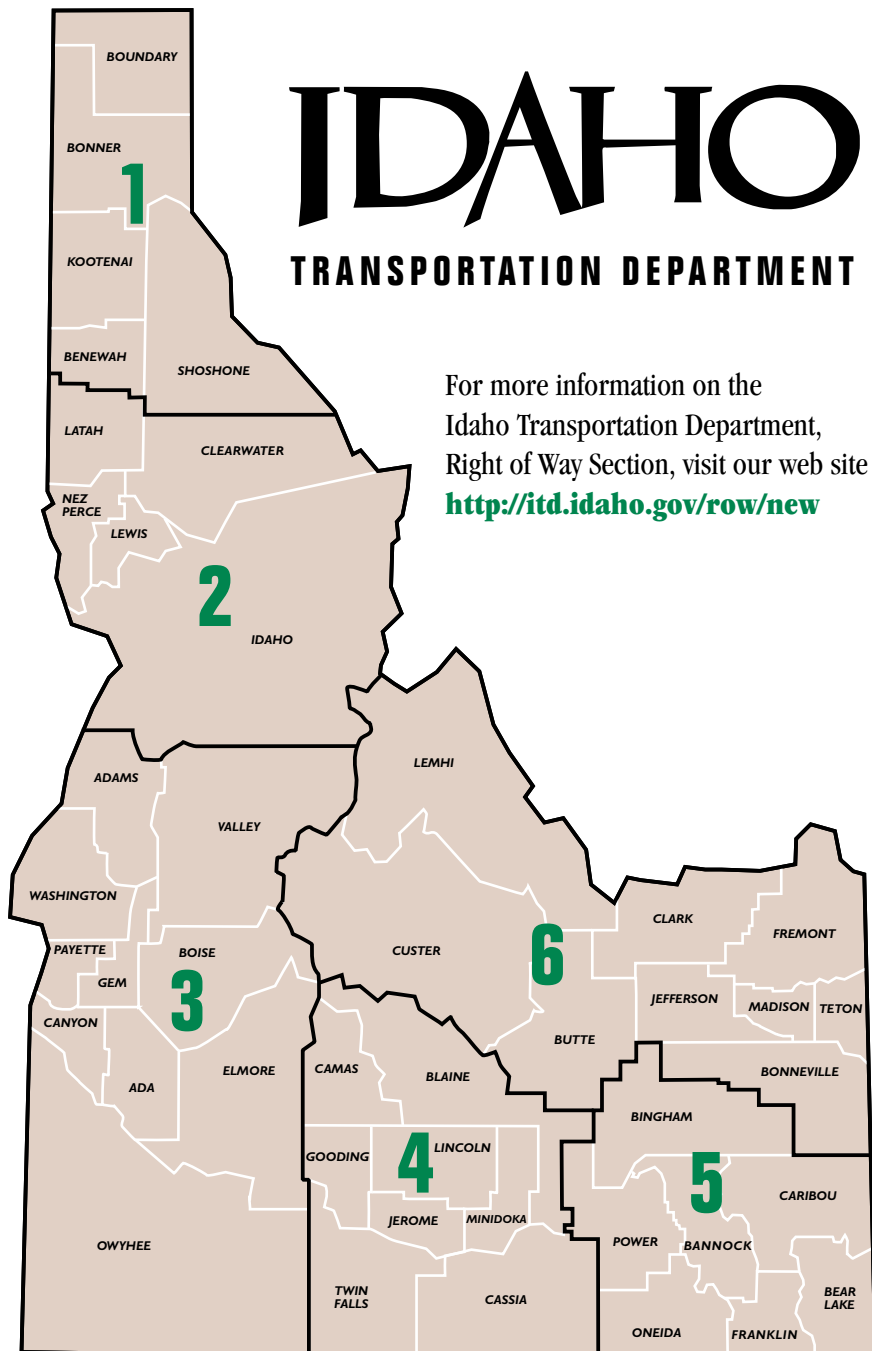 IDAHO
TRANSPORTATION DEPARTMENT
For more information on the
Idaho Transportation Department,
Right of Way Section, visit our web site
http://itd.idaho.gov/row/new
BOUNDARY
BONNER
1
KOOTENAI
BENEWAH
SHOSHONE
LATAH
CLEARWATER
NEZ
PERCE
LEWIS
2
IDAHO
LEMHI
ADAMS
VALLEY
WASHINGTON
CLARK
FREMONT
PAYETTE
BOISE
CUSTER
6
GEM
3
JEFFERSON
MADISON
TETON
CANYON
BUTTE
ELMORE
CAMAS
BLAINE
BONNEVILLE
ADA
BINGHAM
GOODING
4
LINCOLN
5
CARIBOU
JEROME
MINIDOKA
OWYHEE
POWER
BANNOCK
TWIN
FALLS
CASSIA
BEAR
LAKE
ONEIDA
FRANKLIN